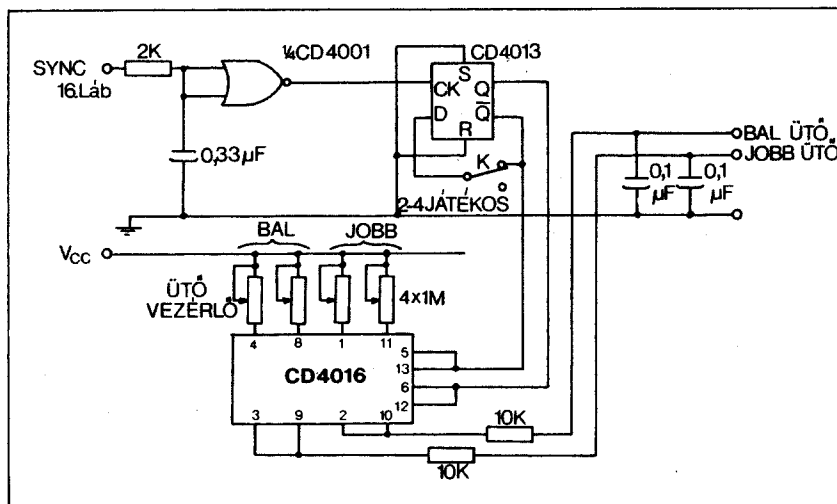 2K
¼CD4001
CD4013
SYNC
16.Láb
S
CK
Q
D
Q̅
R
0,33µF
K
2-4JÁTÉKOS
BAL ÜTŐ
JOBB ÜTŐ
0,1
µF
0,1
µF
BAL
JOBB
VCC
ÜTŐ
VEZÉRLŐ
4×1M
4
8
1
11
5
13
6
12
CD4016
3
9
2
10
10K
10K